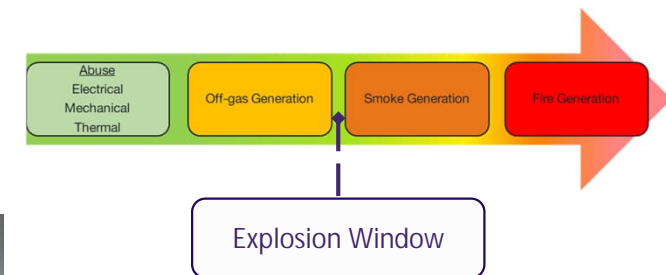 Abuse
Electrical
Mechanical
Thermal
Off-gas Generation
Smoke Generation
Fire Generation
Explosion Window